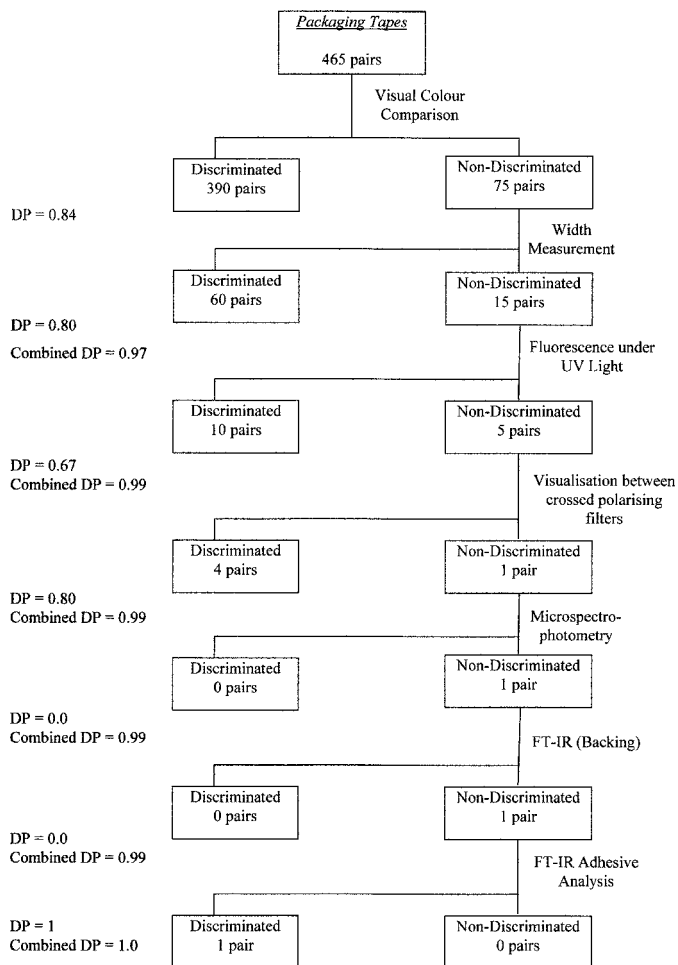 Packaging Tapes
465 pairs
Visual Colour
Comparison
Discriminated
390 pairs
Non-Discriminated
75 pairs
DP = 0.84
Width
Measurement
Discriminated
60 pairs
Non-Discriminated
15 pairs
DP = 0.80
Combined DP = 0.97
Fluorescence under
UV Light
Discriminated
10 pairs
Non-Discriminated
5 pairs
DP = 0.67
Combined DP = 0.99
Visualisation between
crossed polarising
filters
Discriminated
4 pairs
Non-Discriminated
1 pair
DP = 0.80
Combined DP = 0.99
Microspectro-
photometry
Discriminated
0 pairs
Non-Discriminated
1 pair
DP = 0.0
Combined DP = 0.99
FT-IR (Backing)
Discriminated
0 pairs
Non-Discriminated
1 pair
DP = 0.0
Combined DP = 0.99
FT-IR Adhesive
Analysis
DP = 1
Combined DP = 1.0
Discriminated
1 pair
Non-Discriminated
0 pairs